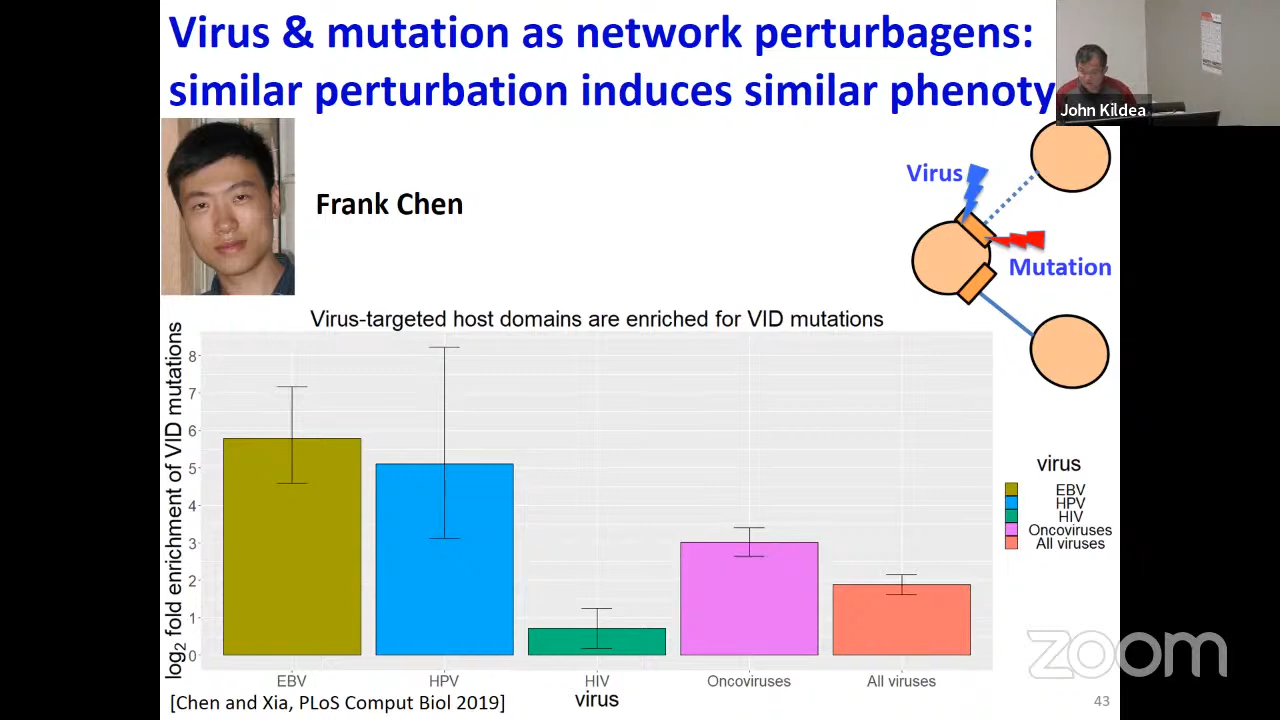 Virus & mutation as network perturbagens:
similar perturbation induces similar phenoty
John Kildea
Frank Chen
Virus
Mutation
Virus-targeted host domains are enriched for VID mutations
log2 fold enrichment of VID mutations
8
7
6
5
4
3
2
1
0
EBV
HPV
HIV
Oncoviruses
All viruses
virus
virus
EBV
HPV
HIV
Oncoviruses
All viruses
[Chen and Xia, PLoS Comput Biol 2019]
43
zoom